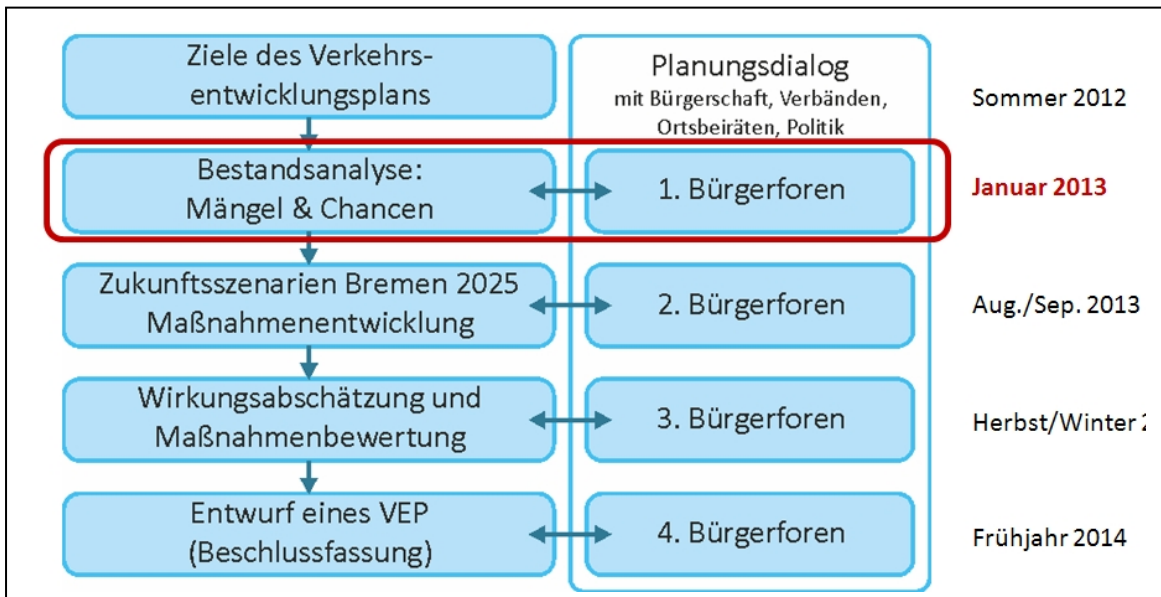 Ziele des Verkehrs-
entwicklungsplans
Planungsdialog
mit Bürgerschaft, Verbänden,
Ortsbeiräten, Politik
Sommer 2012
Bestandsanalyse:
Mängel & Chancen
1. Bürgerforen
Januar 2013
Zukunftsszenarien Bremen 2025
Maßnahmenentwicklung
2. Bürgerforen
Aug./Sep. 2013
Wirkungsabschätzung und
Maßnahmenbewertung
3. Bürgerforen
Herbst/Winter
Entwurf eines VEP
(Beschlussfassung)
4. Bürgerforen
Frühjahr 2014